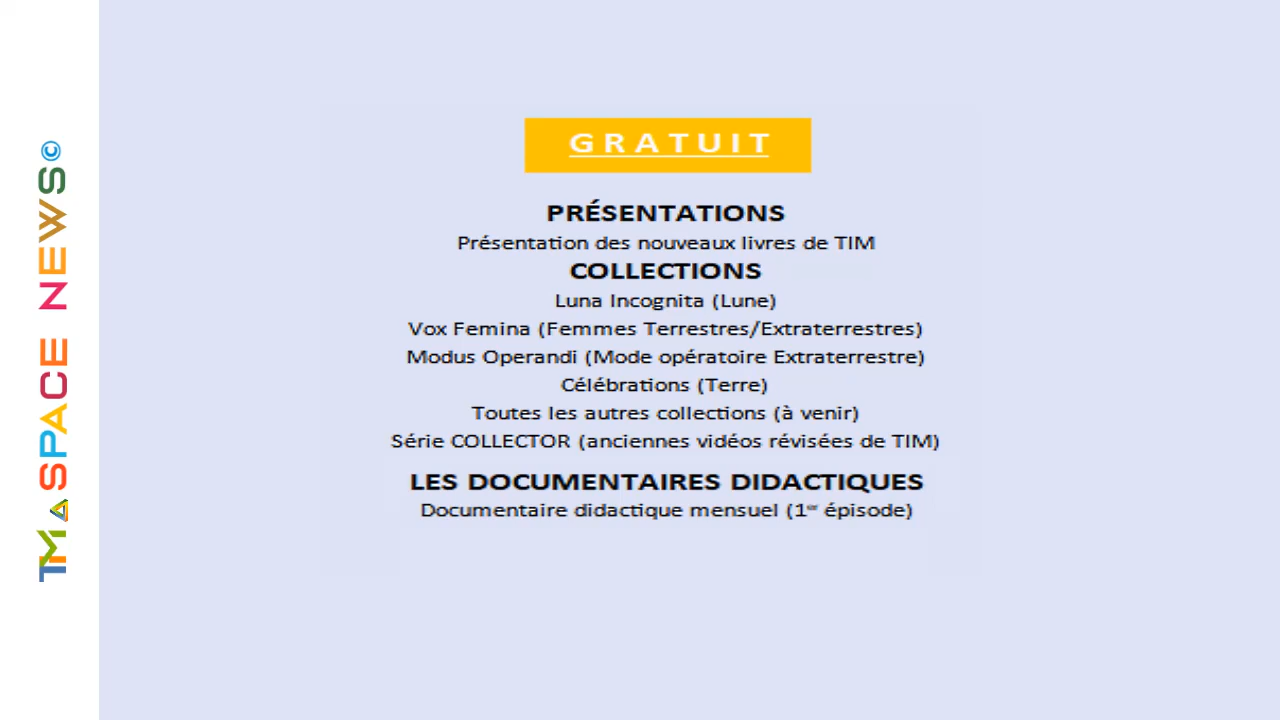 GRATUIT
PRÉSENTATIONS
Présentation des nouveaux livres de TIM
COLLECTIONS
Luna Incognita (Lune)
Vox Femina (Femmes Terrestres/Extraterrestres)
Modus Operandi (Mode opératoire Extraterrestre)
Célébrations (Terre)
Toutes les autres collections (à venir)
Série COLLECTOR (anciennes vidéos révisées de TIM)
LES DOCUMENTAIRES DIDACTIQUES
Documentaire didactique mensuel (1er épisode)
TIMASPACE NEWS©